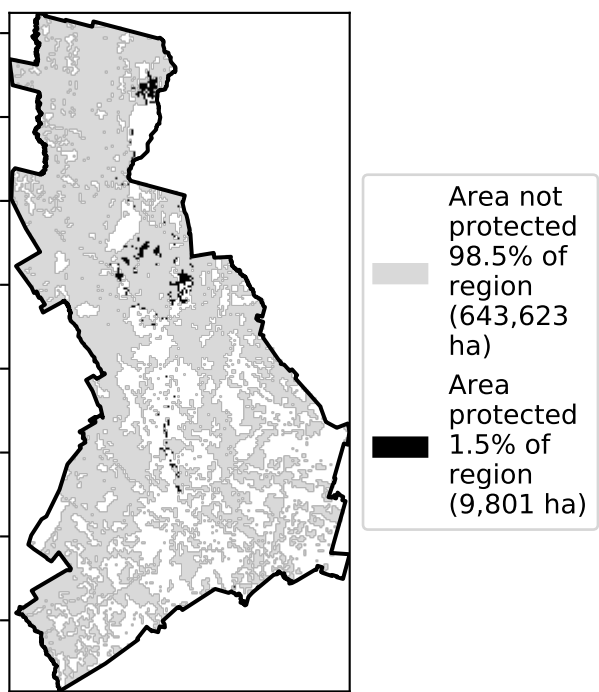 Area not
protected
98.5% of
region
(643,623
ha)
Area
protected
1.5% of
region
(9,801 ha)